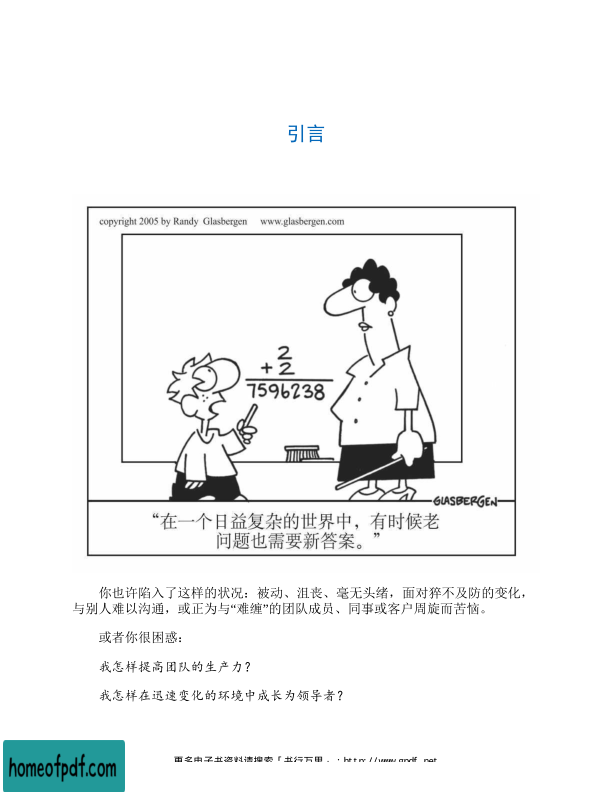 引言
copyright 2005 by Randy Glasbergen www.glasbergen.com
2
+ 2
7596238
GLASBERGEN
“在一个日益复杂的世界中，有时候老
问题也需要新答案。”
你也许陷入了这样的状况：被动、沮丧、毫无头绪，面对猝不及防的变化，
与别人难以沟通，或正为与“难缠”的团队成员、同事或客户周旋而苦恼。
或者你很困惑：
我怎样提高团队的生产力？
我怎样在迅速变化的环境中成长为领导者？
更多电子书资料请搜索「书行万里」：http://www.gpdf.net
homeofpdf.com